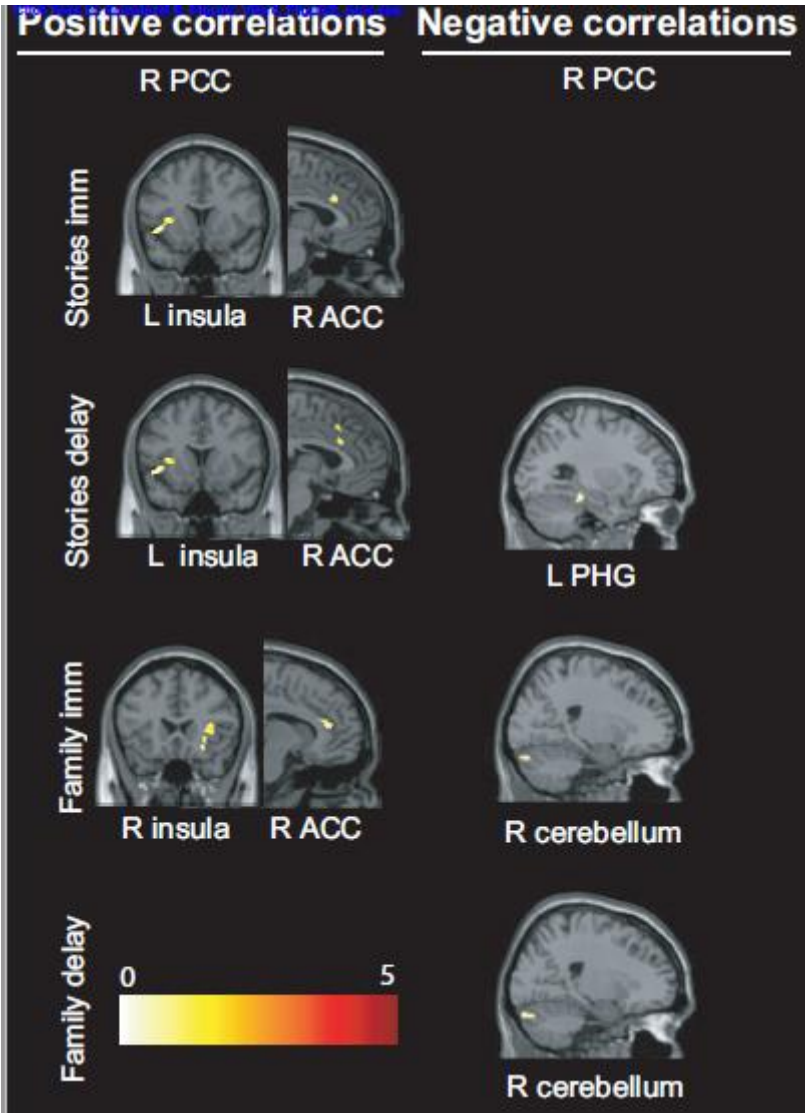 Positive correlations
Negative correlations
R PCC
R PCC
Stories imm
L insula
R ACC
Stories delay
L insula
R ACC
L PHG
Family imm
R insula
R ACC
R cerebellum
Family delay
0
5
R cerebellum